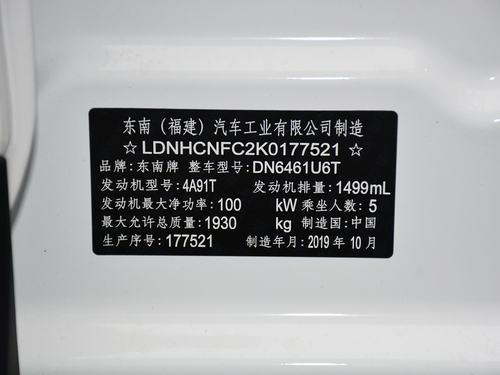 东南（福建）汽车工业有限公司制造
☆LDNHCNFC2K0177521☆
品牌:东南牌 整车型号:DN6461U6T
发动机型号:4A91T 发动机排量:1499mL
发动机最大净功率:100 kW 乘坐人数:5
最大允许总质量:1930 kg 制造国:中国
生产序号:177521 制造年月:2019 年 10 月